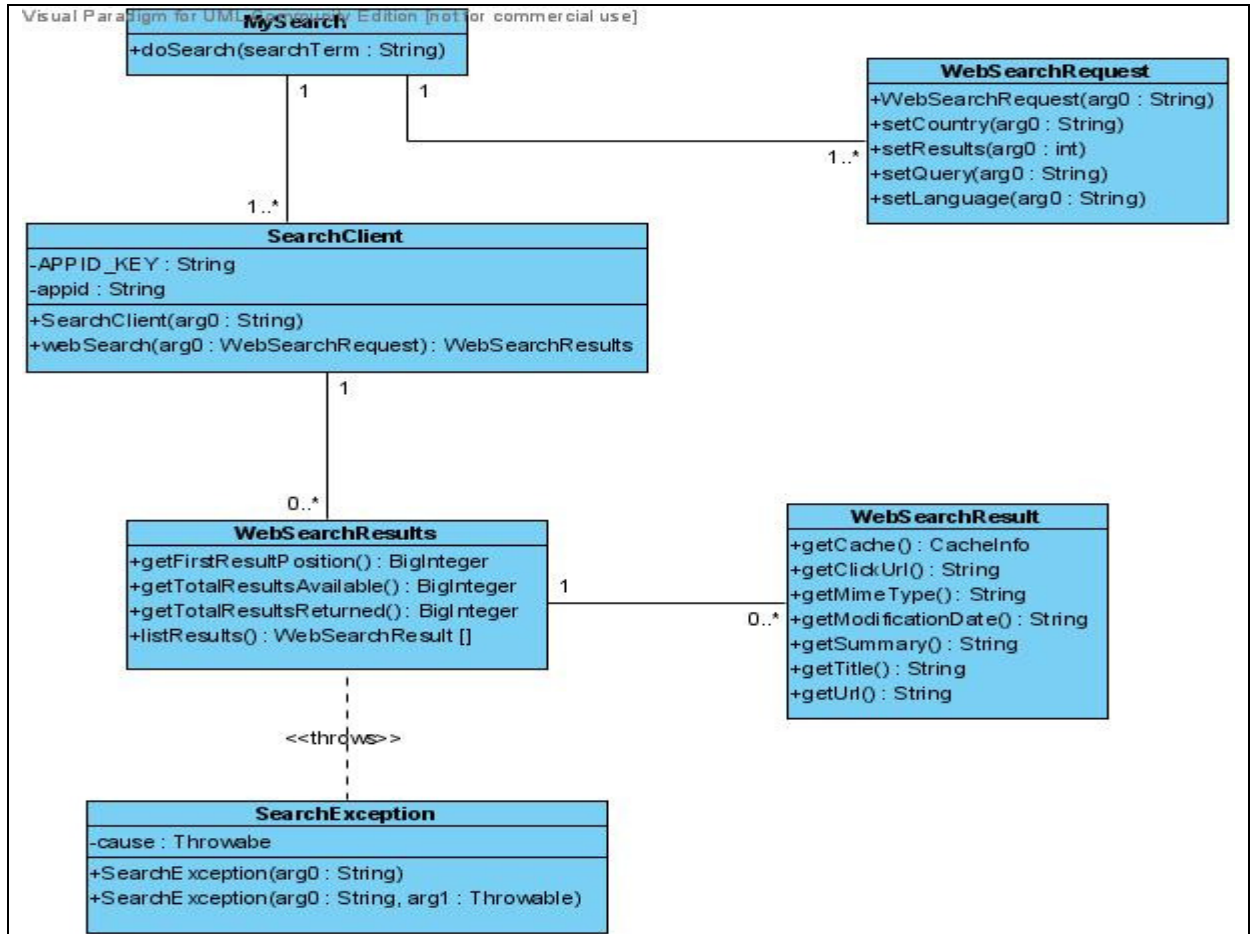 Visual Paradigm for UML Community Edition [not for commercial use]
MySearch
+doSearch(searchTerm : String)
1
1
WebSearchRequest
+WebSearchRequest(arg0 : String)
+setCountry(arg0 : String)
+setResults(arg0 : int)
+setQuery(arg0 : String)
+setLanguage(arg0 : String)
1..*
1..*
SearchClient
-APPID_KEY : String
-appid : String
+SearchClient(arg0 : String)
+webSearch(arg0 : WebSearchRequest) : WebSearchResults
1
0..*
WebSearchResults
+getFirstResultPosition() : BigInteger
+getTotalResultsAvailable() : BigInteger
+getTotalResultsReturned() : BigInteger
+listResults() : WebSearchResult []
1
0..*
WebSearchResult
+getCache() : CacheInfo
+getClickUrl() : String
+getMimeType() : String
+getModificationDate() : String
+getSummary() : String
+getTitle() : String
+getUrl() : String
<<throws>>
SearchException
-cause : Throwabe
+SearchException(arg0 : String)
+SearchException(arg0 : String, arg1 : Throwable)